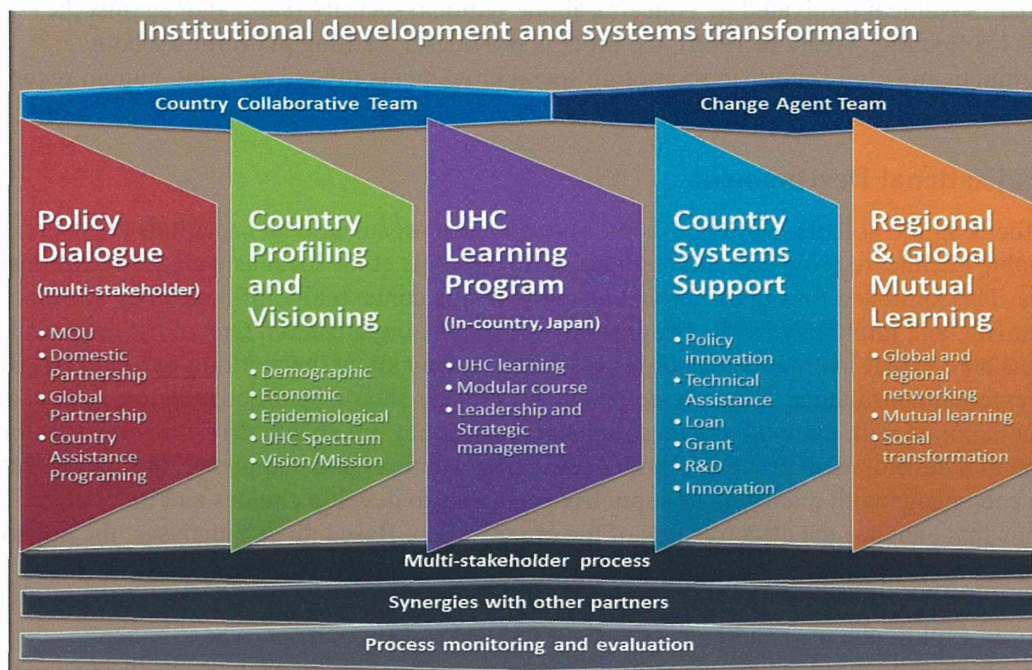 Institutional development and systems transformation
Country Collaborative Team
Change Agent Team
Policy
Dialogue
(multi-stakeholder)
• MOU
• Domestic
Partnership
• Global
Partnership
• Country
Assistance
Programing
Country
Profiling
and
Visioning
• Demographic
• Economic
• Epidemiological
• UHC Spectrum
• Vision/Mission
UHC
Learning
Program
(In-country, Japan)
• UHC learning
• Modular course
• Leadership and
Strategic
management
Country
Systems
Support
• Policy
innovation
• Technical
Assistance
• Loan
• Grant
• R&D
• Innovation
Regional
& Global
Mutual
Learning
• Global and
regional
networking
• Mutual learning
• Social
transformation
Multi-stakeholder process
Synergies with other partners
Process monitoring and evaluation